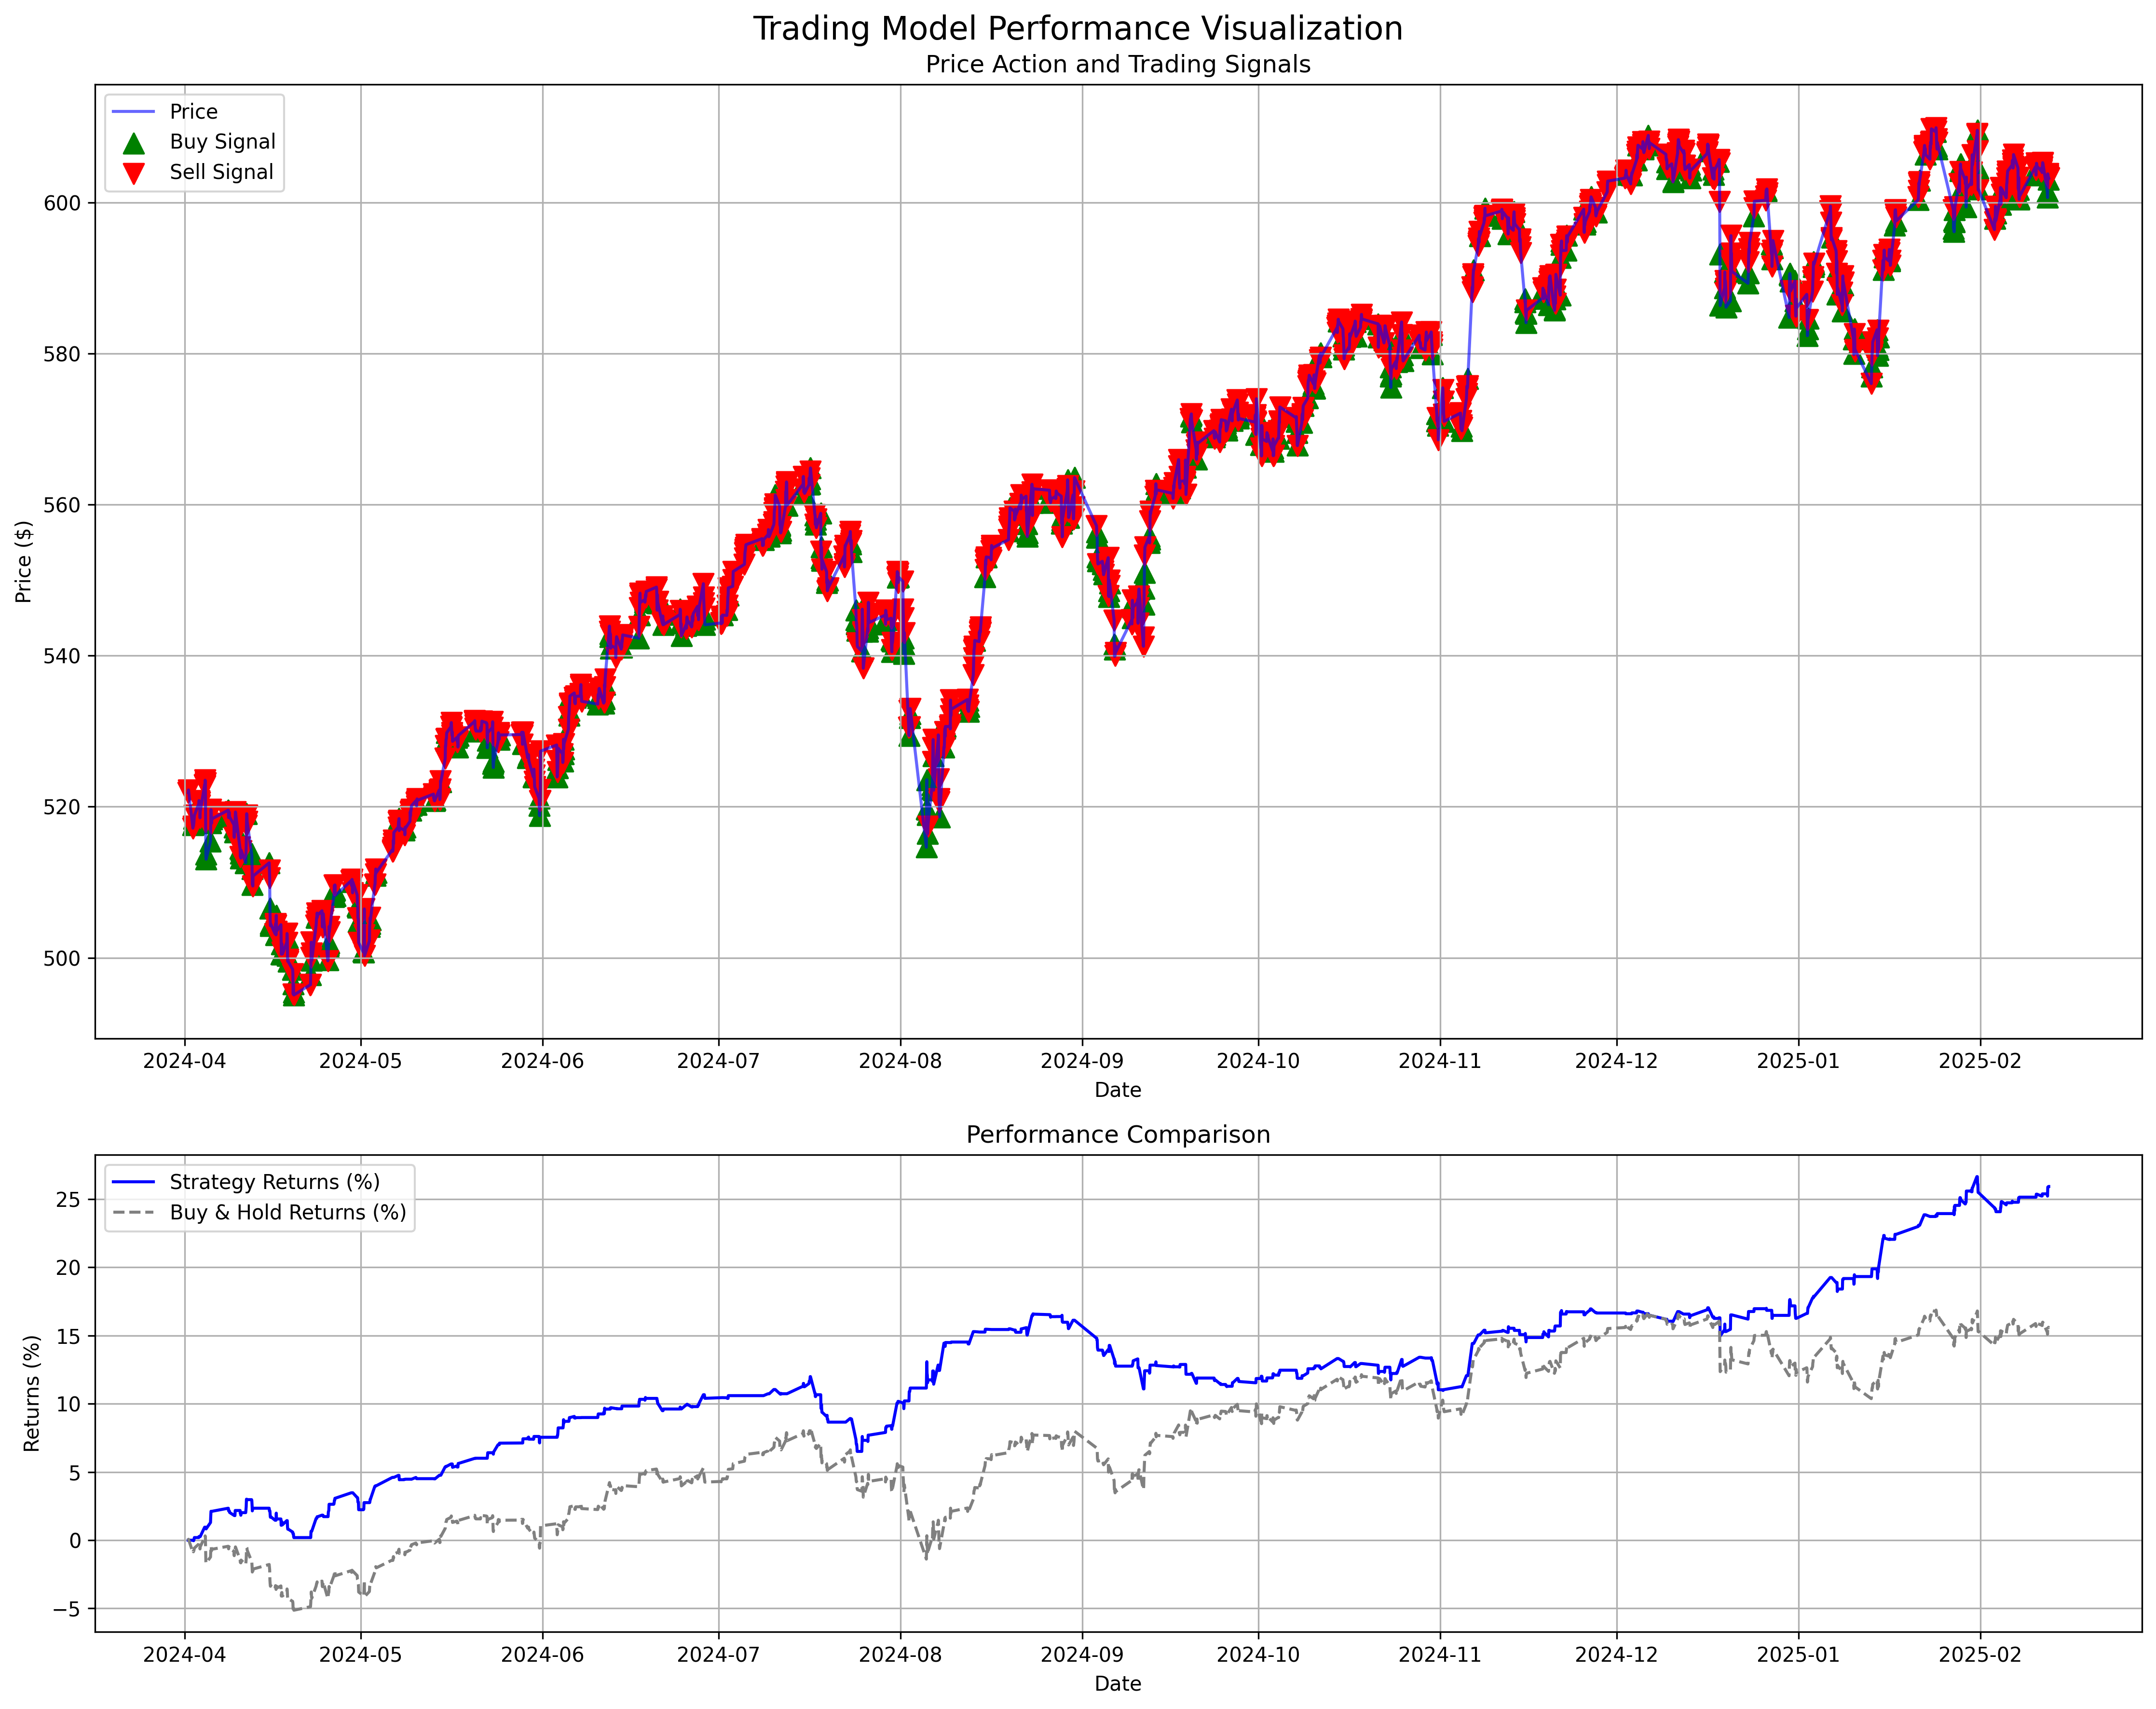 Trading Model Performance Visualization
Price Action and Trading Signals
Price
Buy Signal
Sell Signal
Price ($)
600
580
560
540
520
500
2024-04 2024-05 2024-06 2024-07 2024-08 2024-09 2024-10 2024-11 2024-12 2025-01 2025-02
Date
Performance Comparison
Strategy Returns (%)
Buy & Hold Returns (%)
Returns (%)
25
20
15
10
5
0
−5
2024-04 2024-05 2024-06 2024-07 2024-08 2024-09 2024-10 2024-11 2024-12 2025-01 2025-02
Date